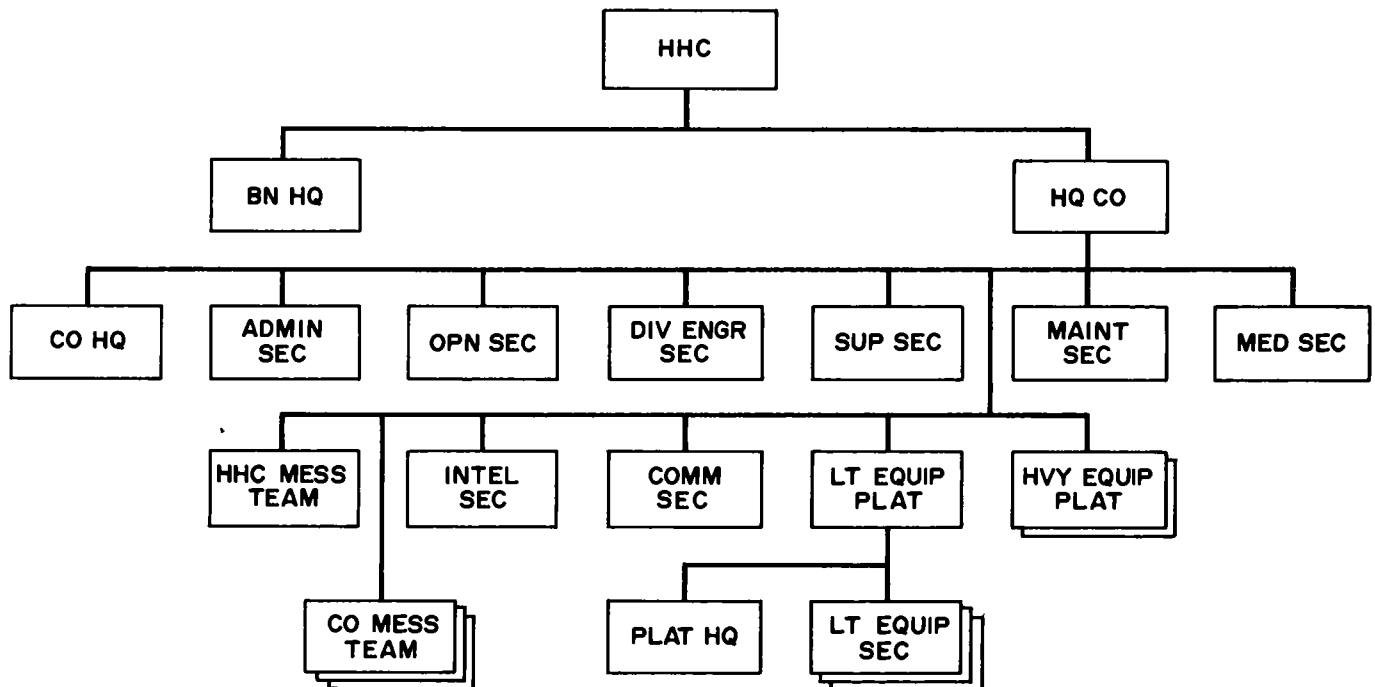 HHC
BN HQ
HQ CO
CO HQ
ADMIN
SEC
OPN SEC
DIV ENGR
SEC
SUP SEC
MAINT
SEC
MED SEC
HHC MESS
TEAM
INTEL
SEC
COMM
SEC
LT EQUIP
PLAT
HVY EQUIP
PLAT
CO MESS
TEAM
PLAT HQ
LT EQUIP
SEC